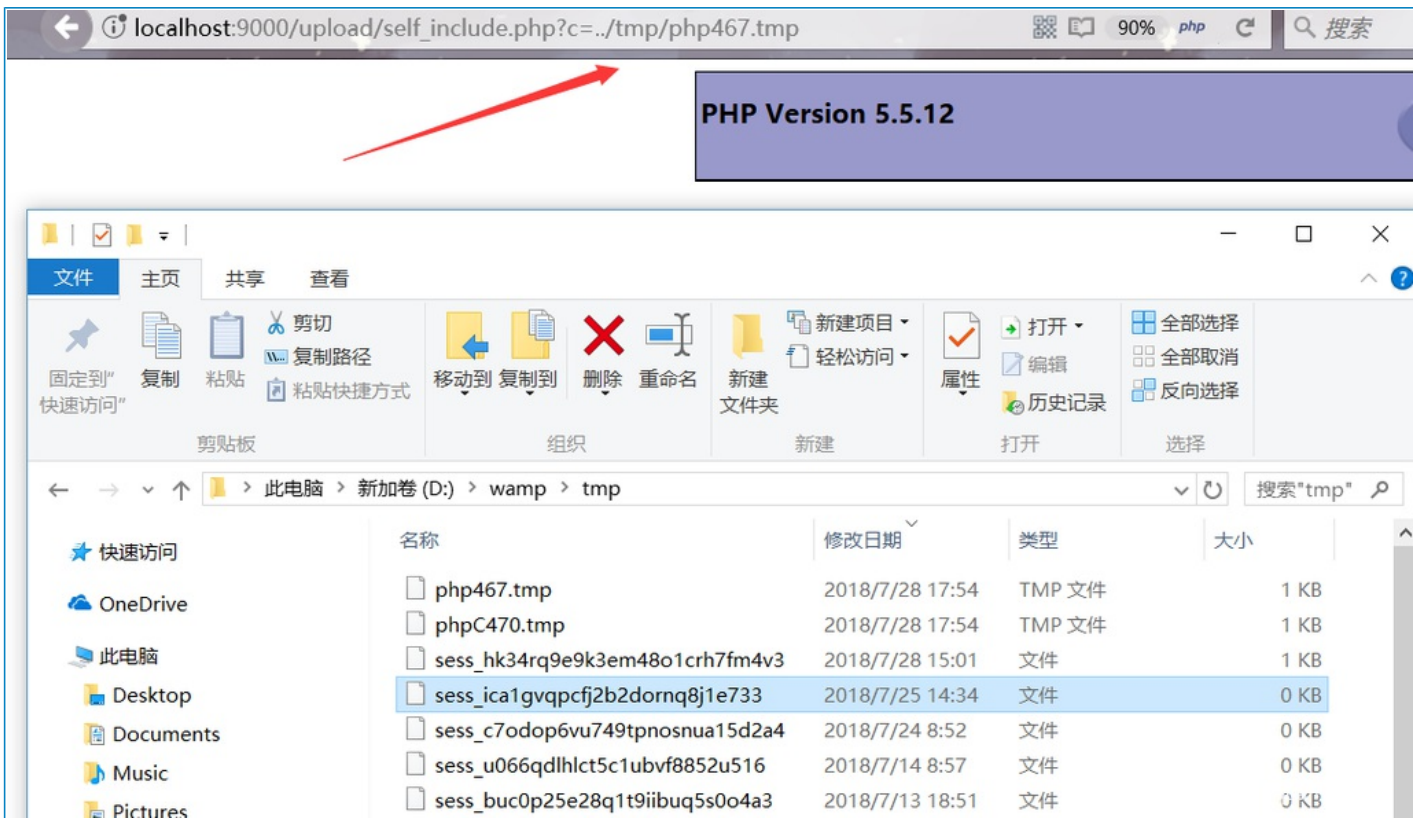 localhost:9000/upload/self_include.php?c=../tmp/php467.tmp 90% php 搜索
PHP Version 5.5.12
文件 主页 共享 查看
固定到"快速访问"
复制
粘贴
剪切
复制路径
粘贴快捷方式
剪贴板
移动到
复制到
删除
重命名
组织
新建文件夹
新建项目
轻松访问
新建
属性
打开
编辑
历史记录
打开
全部选择
全部取消
反向选择
选择
此电脑 > 新加卷 (D:) > wamp > tmp 搜索"tmp"
快速访问
OneDrive
此电脑
Desktop
Documents
Music
Pictures
名称 修改日期 类型 大小
php467.tmp 2018/7/28 17:54 TMP 文件 1 KB
phpC470.tmp 2018/7/28 17:54 TMP 文件 1 KB
sess_hk34rq9e9k3em48o1crh7fm4v3 2018/7/28 15:01 文件 1 KB
sess_ica1gvqpcfj2b2dornq8j1e733 2018/7/25 14:34 文件 0 KB
sess_c7odop6vu749tpnosnua15d2a4 2018/7/24 8:52 文件 0 KB
sess_u066qdlhlct5c1ubvf8852u516 2018/7/14 8:57 文件 0 KB
sess_buc0p25e28q1t9iibuq5s0o4a3 2018/7/13 18:51 文件 0 KB